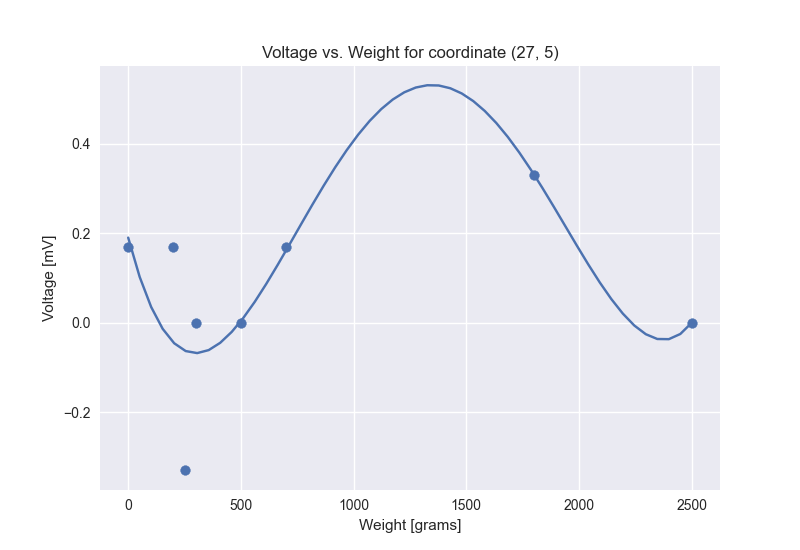 Voltage vs. Weight for coordinate (27, 5)
0.4
0.2
0.0
−0.2
Voltage [mV]
0 500 1000 1500 2000 2500
Weight [grams]